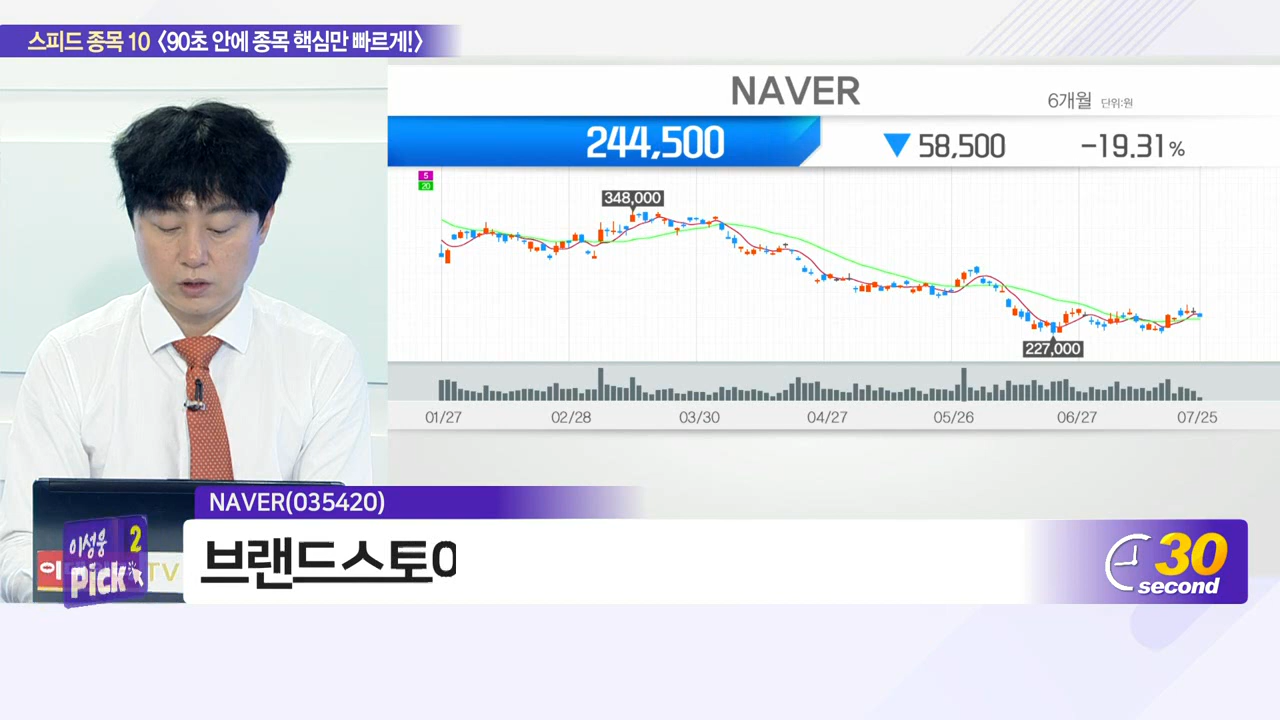 스피드 종목 10 <90초 안에 종목 핵심만 빠르게!>
NAVER
6개월 단위:원
244,500 ▼58,500 -19.31%
5
20
348,000
227,000
01/27 02/28 03/30 04/27 05/26 06/27 07/25
NAVER(035420)
이성웅 2
Pick
TV
브랜드스토
30
second